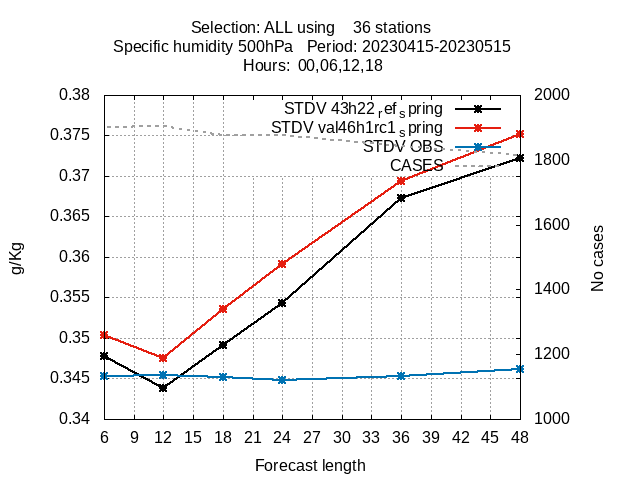 Selection: ALL using    36 stations
Specific humidity 500hPa   Period: 20230415-20230515
Hours: 00,06,12,18
0.38
0.375
0.37
0.365
0.36
0.355
0.35
0.345
0.34
g/Kg
STDV 43h22ref spring
STDV val46h1rc1spring
STDV OBS
CASES
2000
1800
1600
1400
1200
1000
No cases
6 9 12 15 18 21 24 27 30 33 36 39 42 45 48
Forecast length